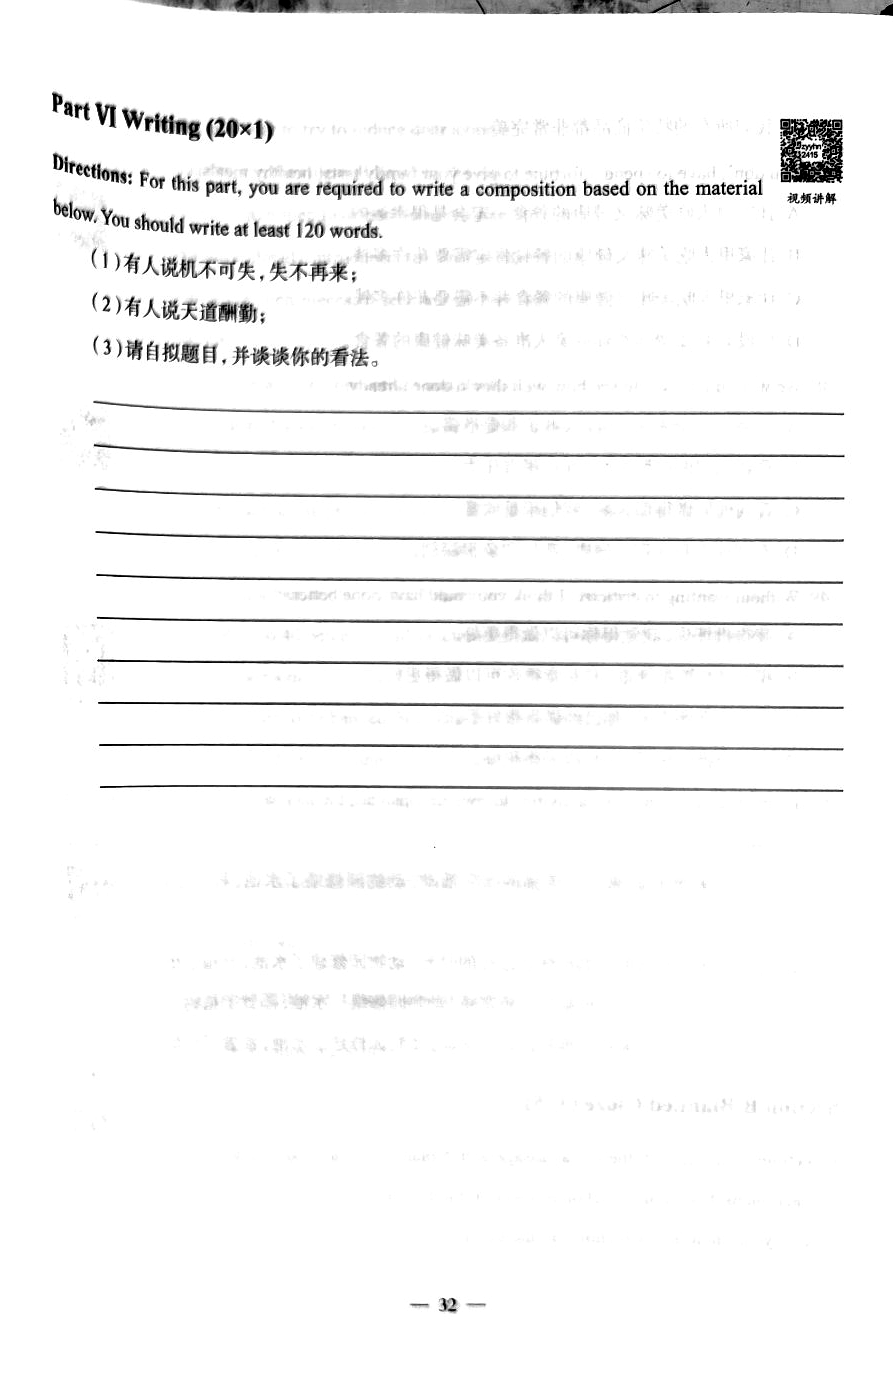 Part VI Writing (20×1)
Directions: For this part, you are required to write a composition based on the material
below. You should write at least 120 words.
(1)有人说机不可失,失不再来;
(2)有人说天道酬勤;
(3)请自拟题目,并谈谈你的看法。
zyyhn
2415
视频讲解
— 32 —